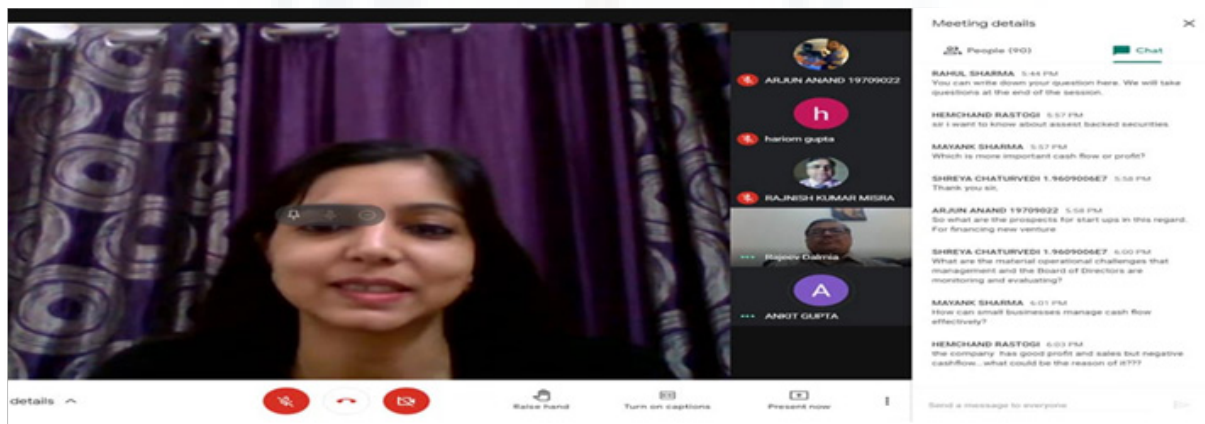 Meeting details
People (90)
Chat
RAHUL SHARMA 5:44 PM
You can write down your question here. We will take
questions at the end of the session.
HEMCHAND RASTOGI 5:57 PM
sir i want to know about assest backed securities
MAYANK SHARMA 5:57 PM
Which is more important cash flow or profit?
SHREYA CHATURVEDI 1.9609006E7 5:58 PM
Thank you sir,
ARJUN ANAND 19709022 5:58 PM
So what are the prospects for start ups in this regard.
For financing new venture
SHREYA CHATURVEDI 1.9609006E7 6:00 PM
What are the material operational challenges that
management and the Board of Directors are
monitoring and evaluating?
MAYANK SHARMA 6:01 PM
How can small businesses manage cash flow
effectively?
HEMCHAND RASTOGI 6:03 PM
the company has good profit and sales but negative
cashflow...what could be the reason of it???
Send a message to everyone
ARJUN ANAND 19709022
h
hariom gupta
RAJNISH KUMAR MISRA
Rajeev Dalmia
A
ANKIT GUPTA
details
Raise hand
Turn on captions
Present now